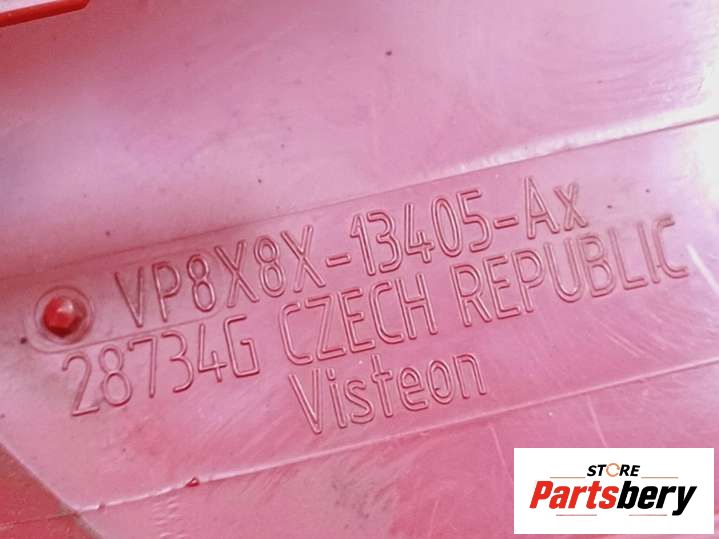 VP8X8X-13405-Ax
28734G CZECH REPUBLIC
Visteon
STORE
Partsbery